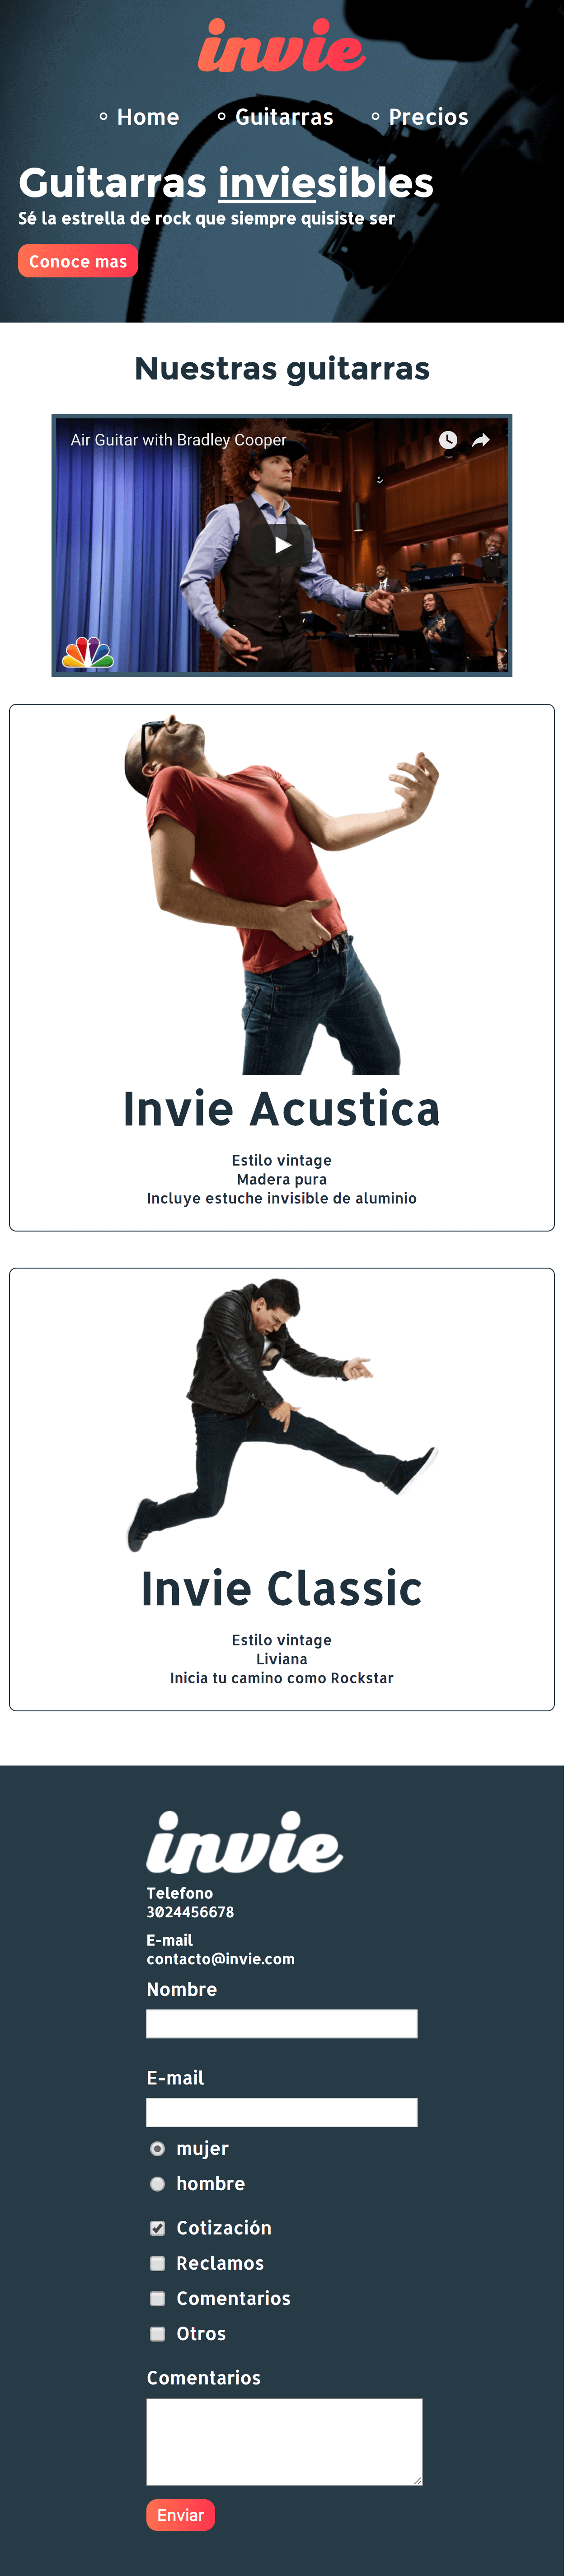 invie
Home
Guitarras
Precios
Guitarras inviesibles
Sé la estrella de rock que siempre quisiste ser
Conoce mas
Nuestras guitarras
Air Guitar with Bradley Cooper
Invie Acustica
Estilo vintage
Madera pura
Incluye estuche invisible de aluminio
Invie Classic
Estilo vintage
Liviana
Inicia tu camino como Rockstar
invie
Telefono
3024456678
E-mail
contacto@invie.com
Nombre
E-mail
mujer
hombre
Cotización
Reclamos
Comentarios
Otros
Comentarios
Enviar